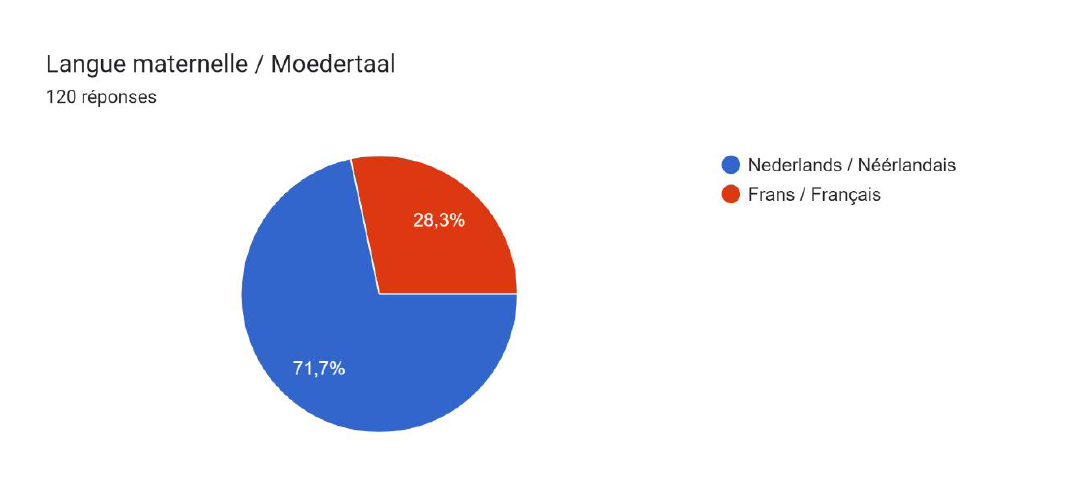 Langue maternelle / Moedertaal
120 réponses
Nederlands / Néérlandais
Frans / Français
28,3%
71,7%